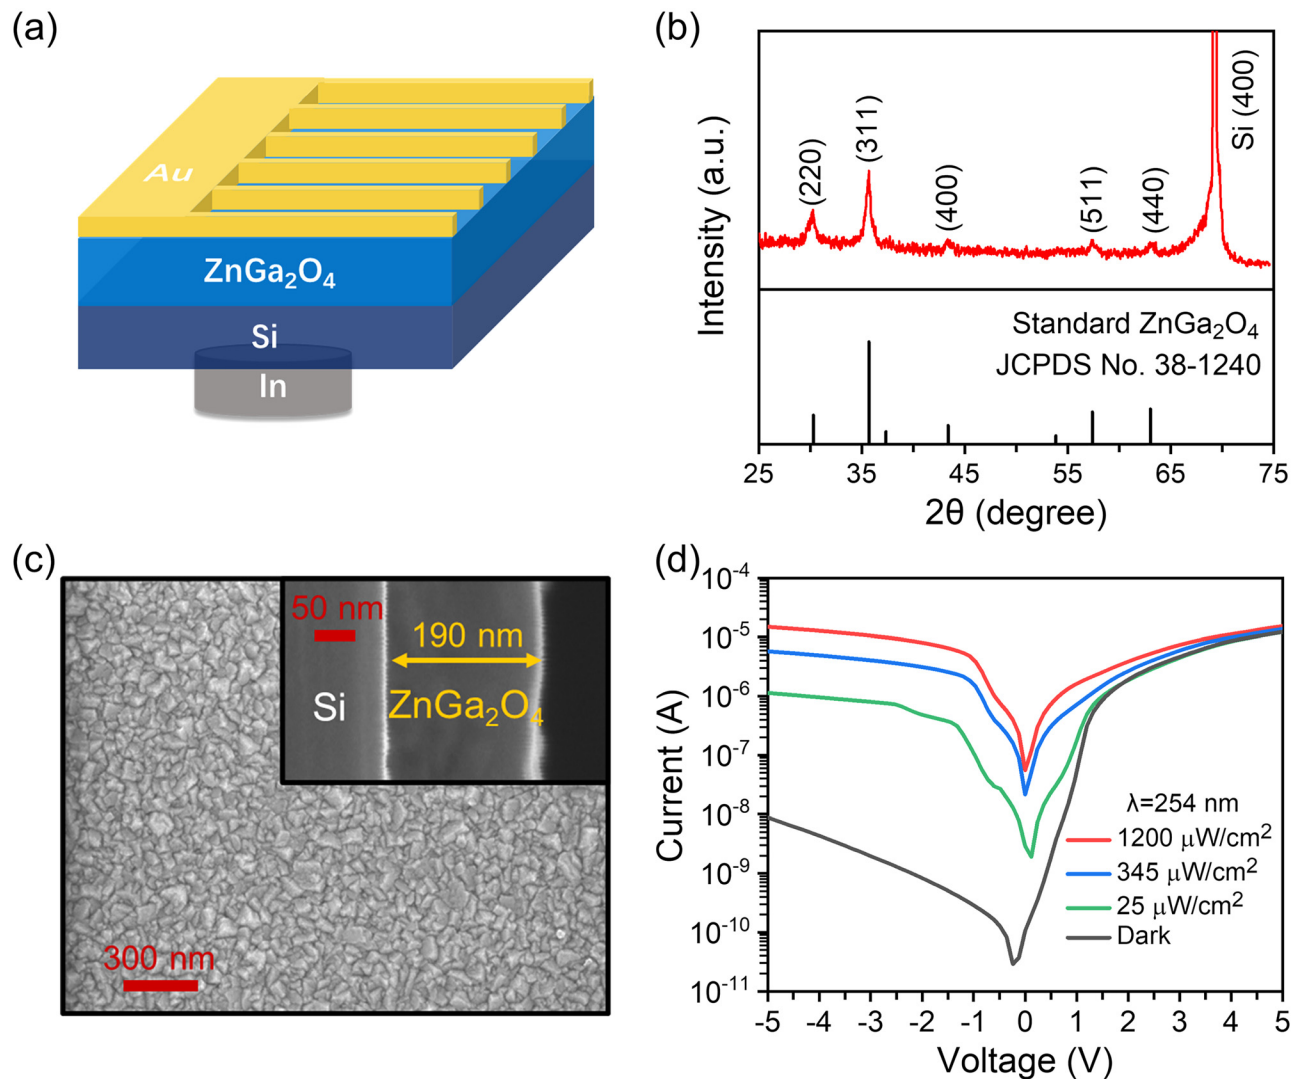 (a)
Au
ZnGa₂O₄
Si
In
(b)
Intensity (a.u.)
(220)
(311)
(400)
(511)
(440)
Si (400)
Standard ZnGa₂O₄
JCPDS No. 38-1240
25 35 45 55 65 75
2θ (degree)
(c)
50 nm
190 nm
Si
ZnGa₂O₄
300 nm
(d)
Current (A)
10⁻⁴
10⁻⁵
10⁻⁶
10⁻⁷
10⁻⁸
10⁻⁹
10⁻¹⁰
10⁻¹¹
λ=254 nm
1200 μW/cm²
345 μW/cm²
25 μW/cm²
Dark
-5 -4 -3 -2 -1 0 1 2 3 4 5
Voltage (V)